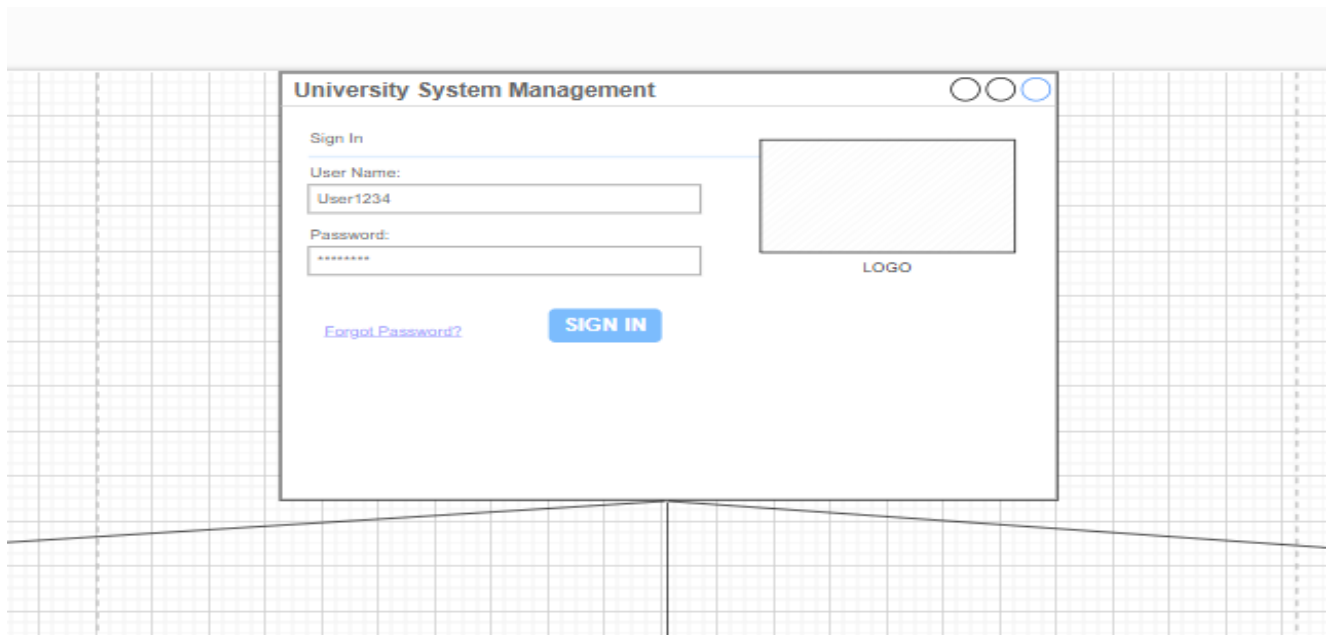 University System Management
Sign In
User Name:
User1234
Password:
********
LOGO
Forgot Password?
SIGN IN